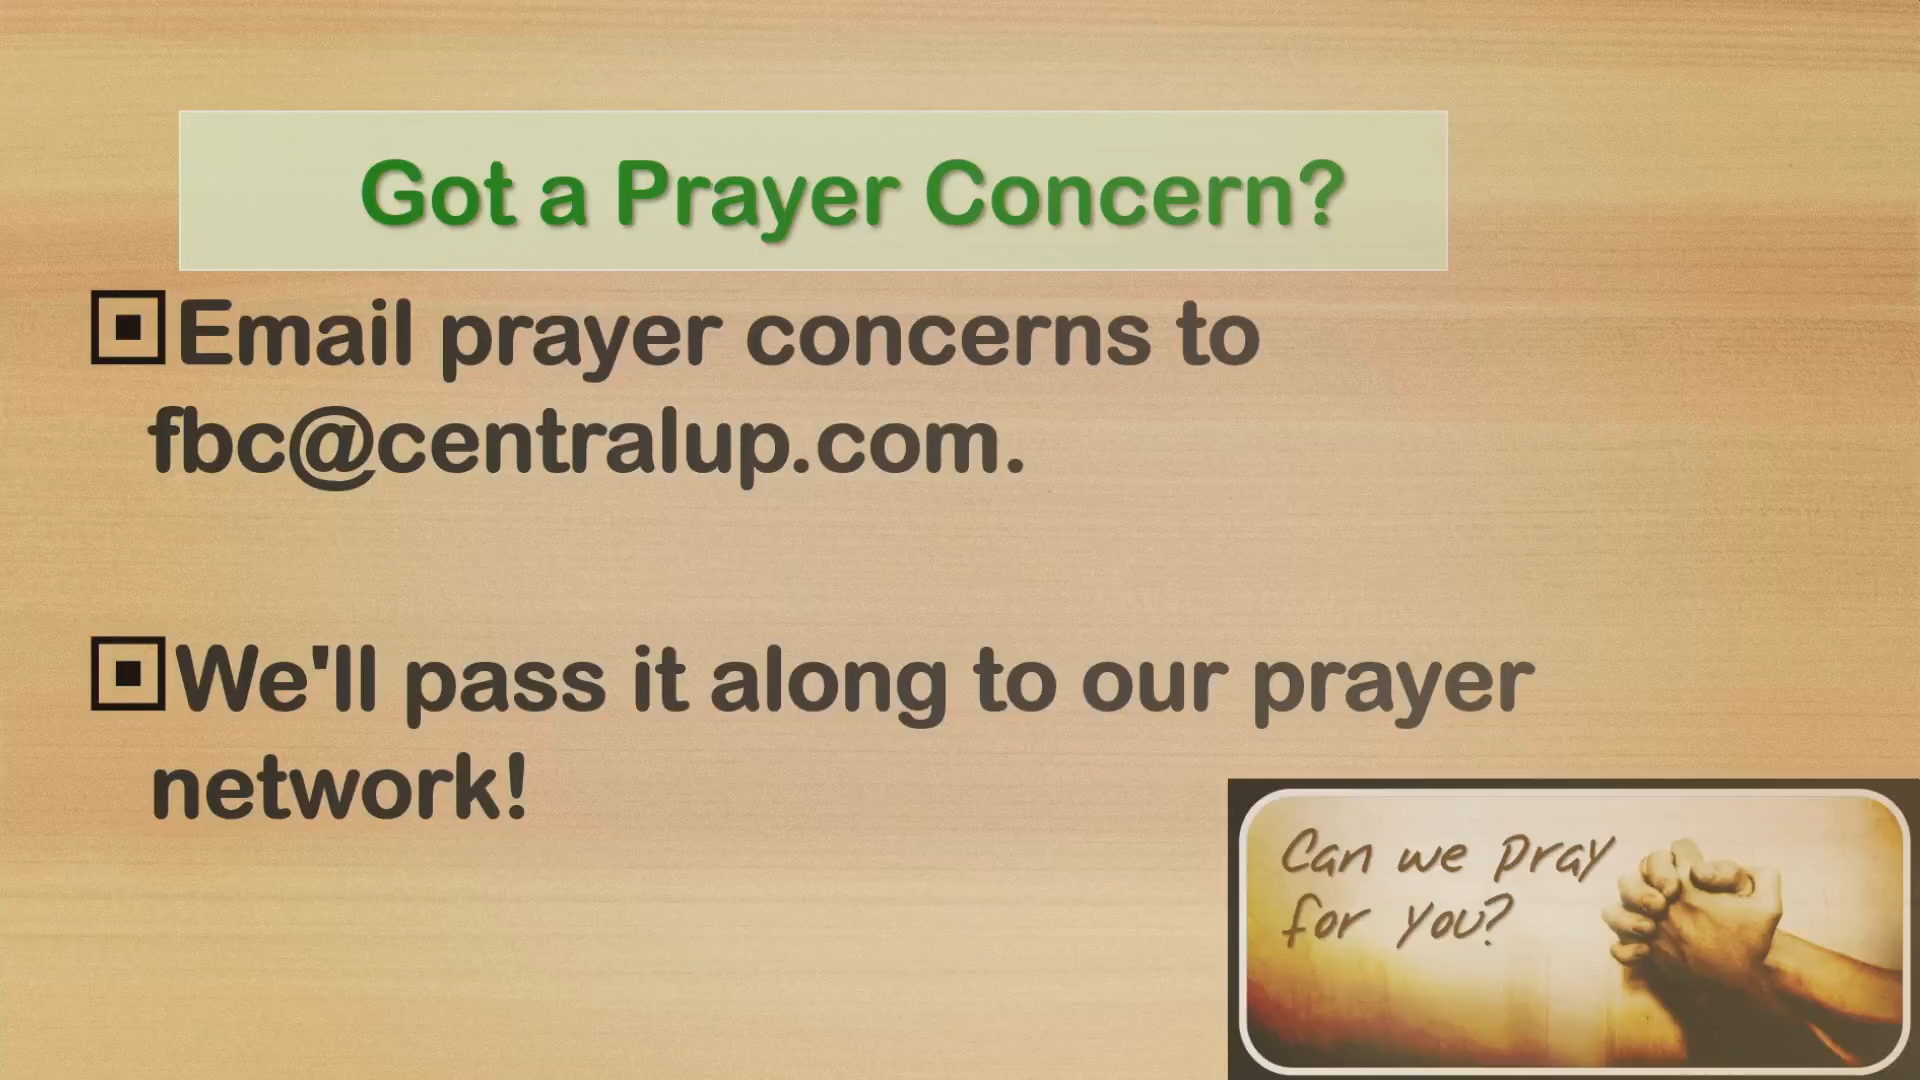 Got a Prayer Concern?
Email prayer concerns to
fbc@centralup.com.
We'll pass it along to our prayer
network!
Can we pray
for you?